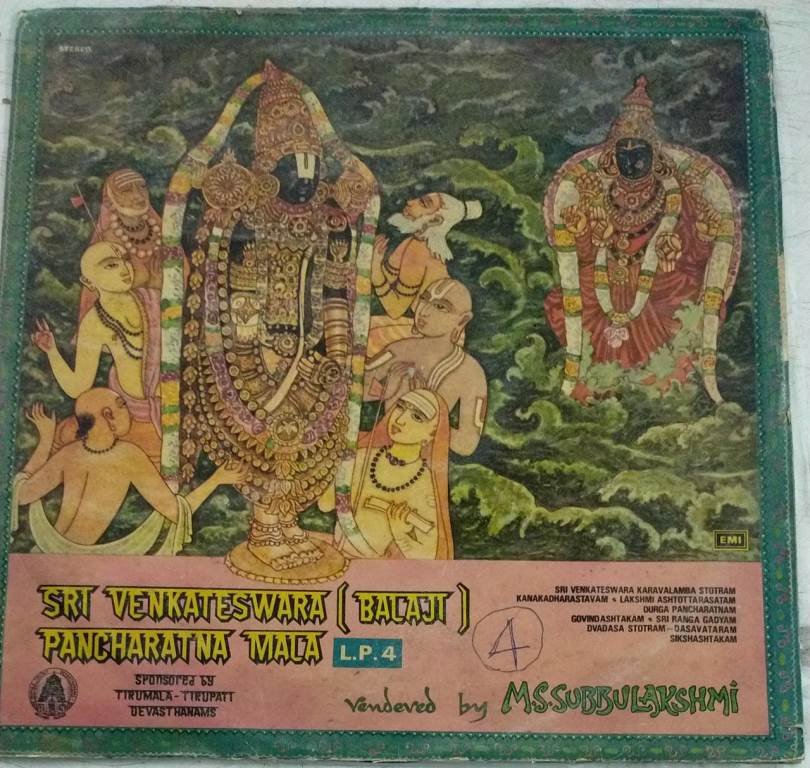 STEREO
EMI
SRI VENKATESWARA (BALAJI)
PANCHARATNA MALA L.P.4
SPONSORED by
TIRUMALA-TIRUPATI
DEVASTHANAMS
4
SRI VENKATESWARA KARAVALAMBA STOTRAM
KANAKADHARASTAVAM • LAKSHMI ASHTOTTARASATAM
DURGA PANCHARATNAM
GOVINDASHTAKAM • SRI RANGA GADYAM
DVADASA STOTRAM - DASAVATARAM
SIKSHASHTAKAM
rendered by M.S.SUBBULAKSHMI